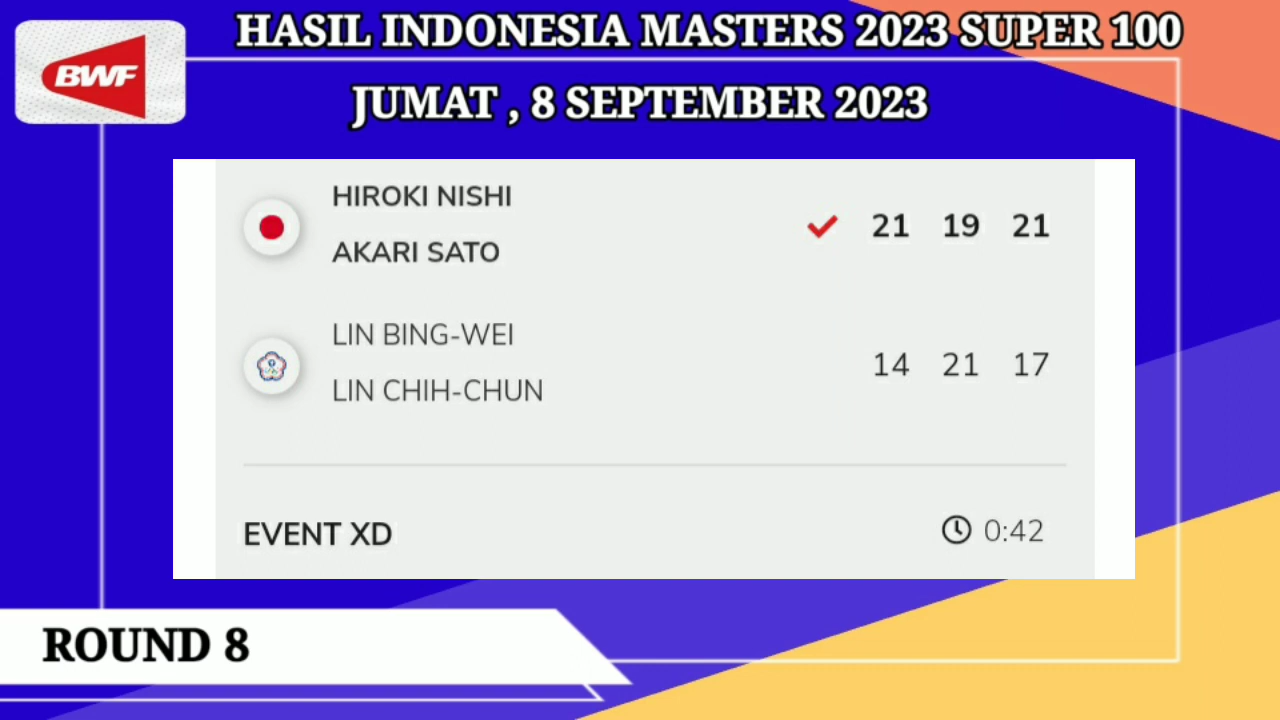 HASIL INDONESIA MASTERS 2023 SUPER 100
BWF
JUMAT , 8 SEPTEMBER 2023
HIROKI NISHI
AKARI SATO
21 19 21
LIN BING-WEI
LIN CHIH-CHUN
14 21 17
EVENT XD
0:42
ROUND 8